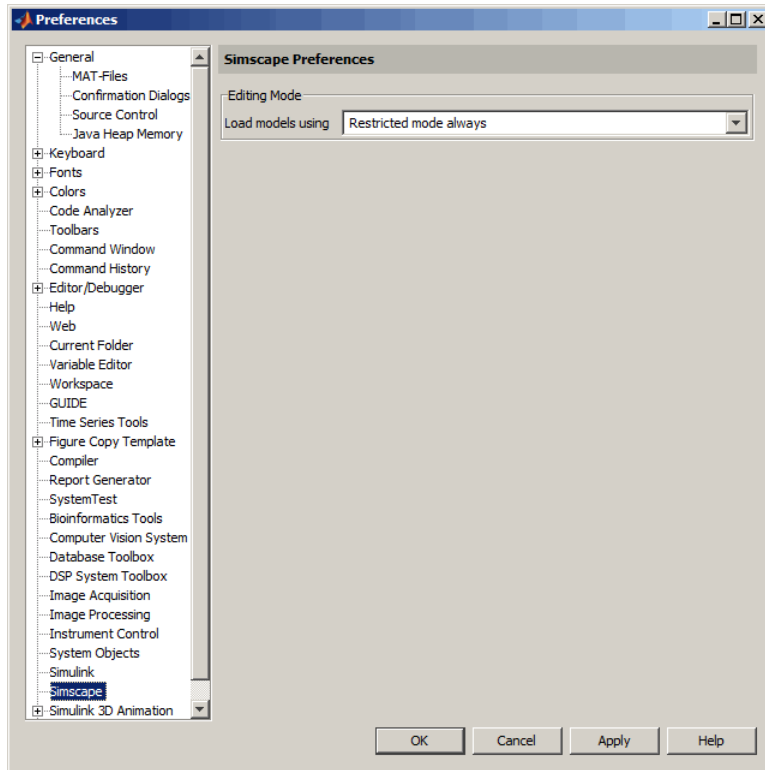 Preferences
General
MAT-Files
Confirmation Dialogs
Source Control
Java Heap Memory
Keyboard
Fonts
Colors
Code Analyzer
Toolbars
Command Window
Command History
Editor/Debugger
Help
Web
Current Folder
Variable Editor
Workspace
GUIDE
Time Series Tools
Figure Copy Template
Compiler
Report Generator
SystemTest
Bioinformatics Tools
Computer Vision System
Database Toolbox
DSP System Toolbox
Image Acquisition
Image Processing
Instrument Control
System Objects
Simulink
Simscape
Simulink 3D Animation
Simscape Preferences
Editing Mode
Load models using Restricted mode always
OK Cancel Apply Help